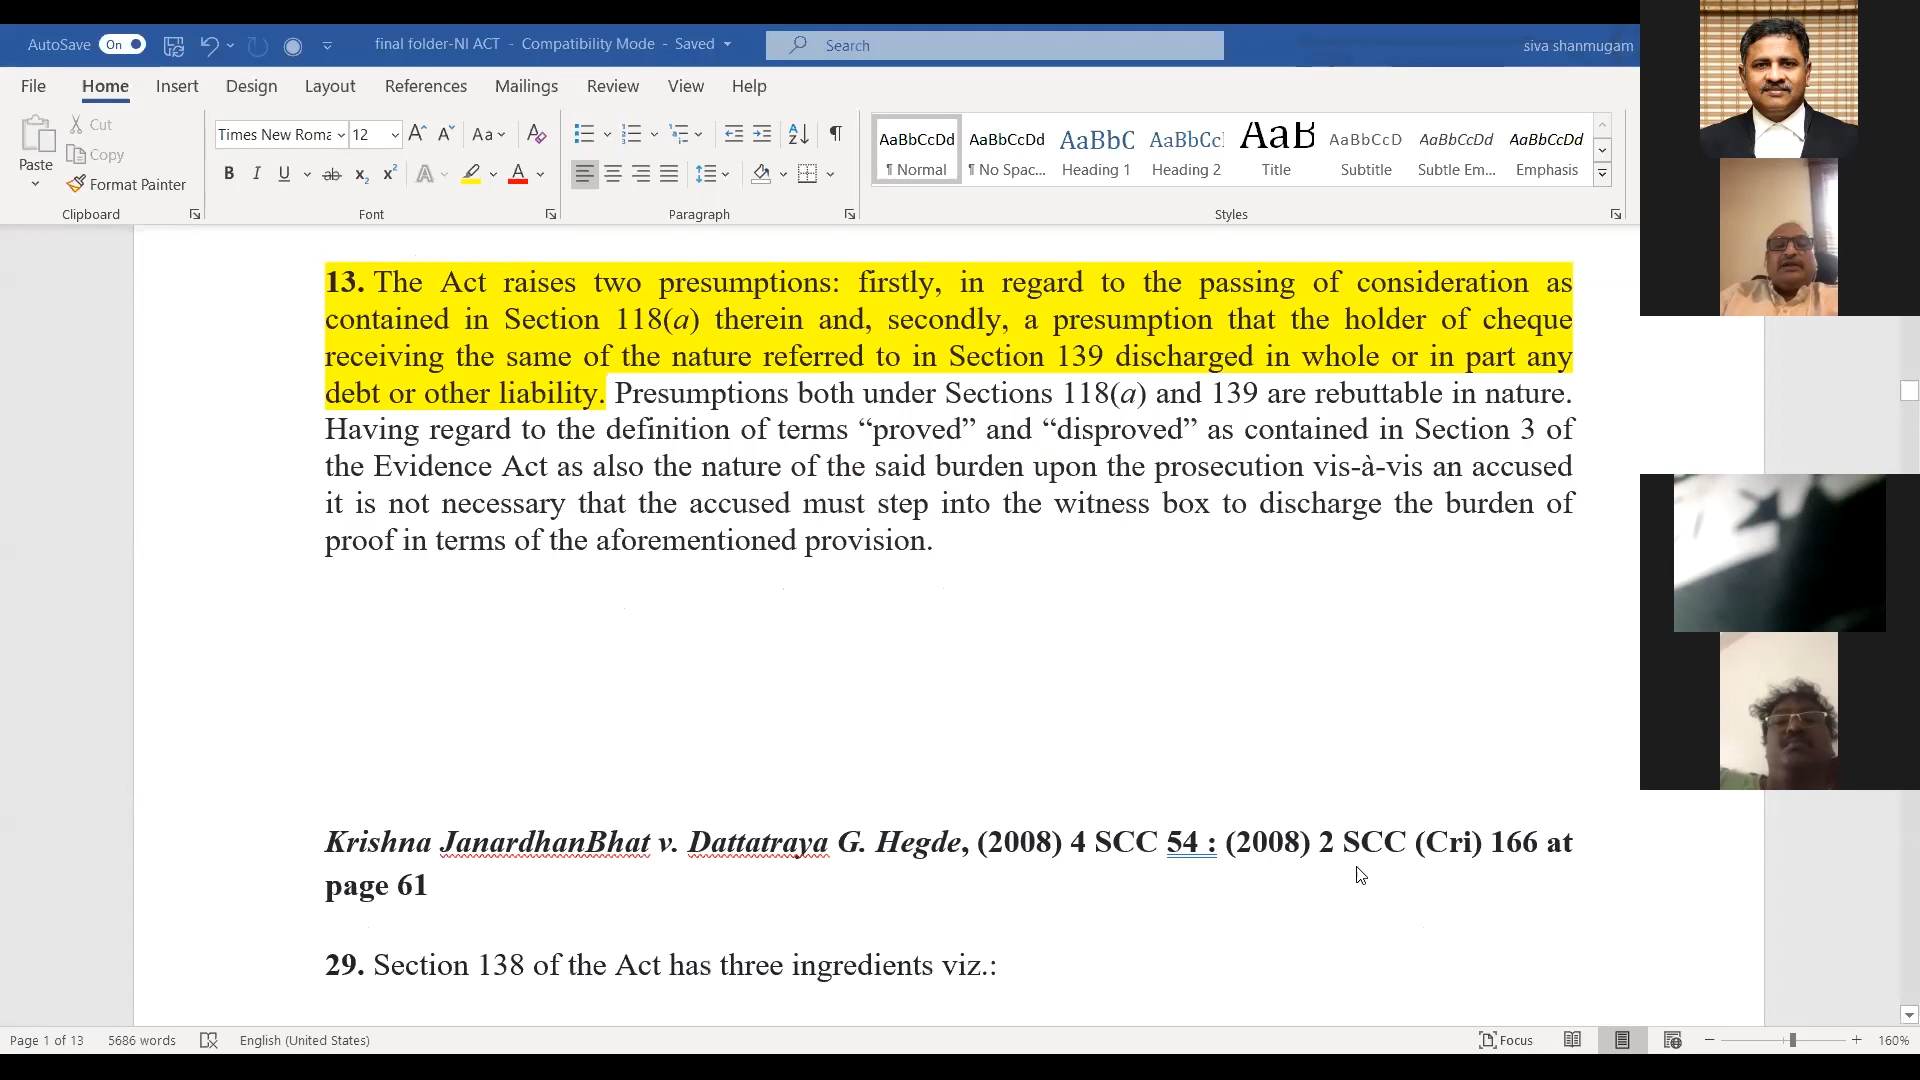 AutoSave On final folder-NI ACT - Compatibility Mode - Saved Search siva shanmugam
File Home Insert Design Layout References Mailings Review View Help
Paste Cut Copy Format Painter
Times New Roma 12 Aa
B I U ab x₂ x² A A
AaBbCcDd AaBbCcDd AaBbC AaBbCcI AaB AaBbCcD AaBbCcDd AaBbCcDd
¶ Normal ¶ No Spac... Heading 1 Heading 2 Title Subtitle Subtle Em... Emphasis
Clipboard Font Paragraph Styles
13. The Act raises two presumptions: firstly, in regard to the passing of consideration as
contained in Section 118(a) therein and, secondly, a presumption that the holder of cheque
receiving the same of the nature referred to in Section 139 discharged in whole or in part any
debt or other liability. Presumptions both under Sections 118(a) and 139 are rebuttable in nature.
Having regard to the definition of terms “proved” and “disproved” as contained in Section 3 of
the Evidence Act as also the nature of the said burden upon the prosecution vis-à-vis an accused
it is not necessary that the accused must step into the witness box to discharge the burden of
proof in terms of the aforementioned provision.
Krishna JanardhanBhat v. Dattatraya G. Hegde, (2008) 4 SCC 54 : (2008) 2 SCC (Cri) 166 at
page 61
29. Section 138 of the Act has three ingredients viz.:
Page 1 of 13 5686 words English (United States) Focus 160%